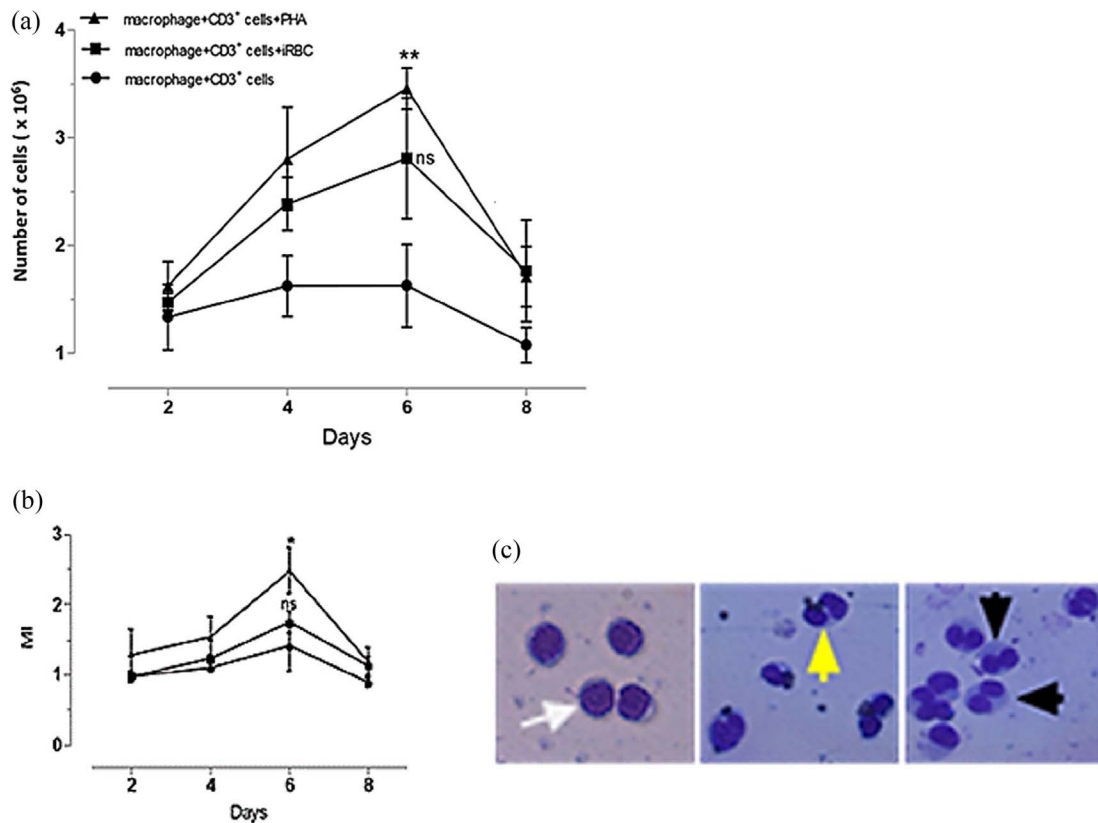 (a)
macrophage+CD3⁺ cells+PHA
macrophage+CD3⁺ cells+iRBC
macrophage+CD3⁺ cells
Number of cells ( x 10⁶)
4
3
2
1
**
ns
2 4 6 8
Days
(b)
MI
3
2
1
0
*
ns
2 4 6 8
Days
(c)